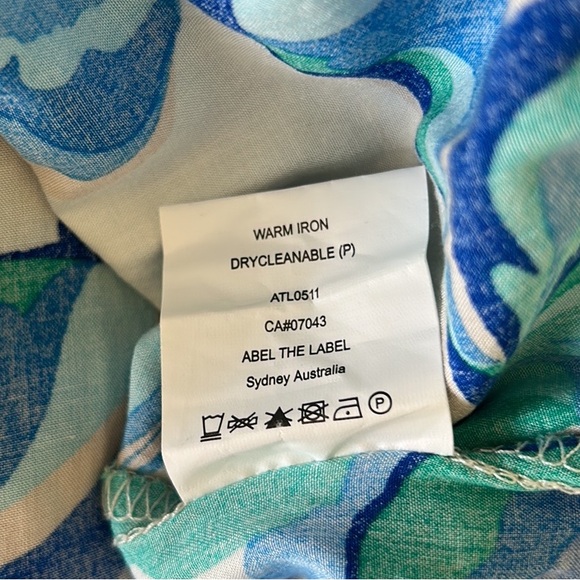 WARM IRON
DRYCLEANABLE (P)
ATL0511
CA#07043
ABEL THE LABEL
Sydney Australia
P